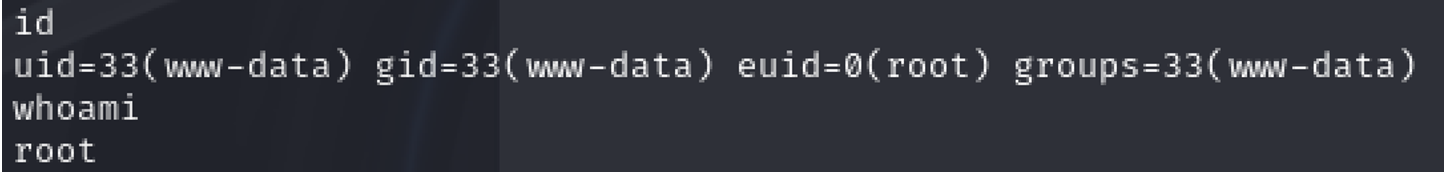 id
uid=33(www-data) gid=33(www-data) euid=0(root) groups=33(www-data)
whoami
root